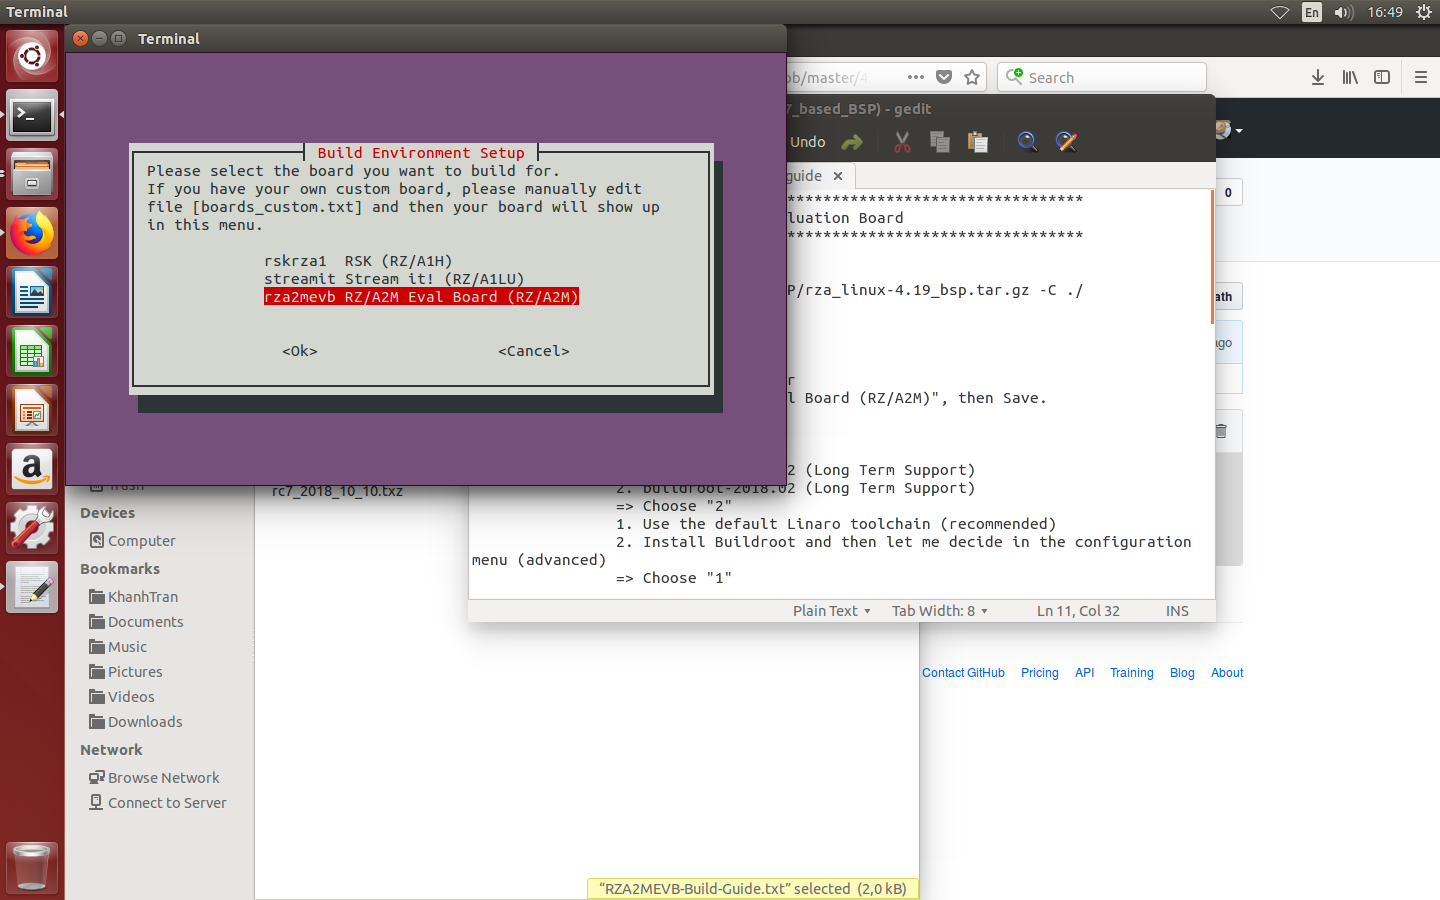 Terminal
En
16:49
Terminal
Build Environment Setup
Please select the board you want to build for.
If you have your own custom board, please manually edit
file [boards_custom.txt] and then your board will show up
in this menu.
rskrza1  RSK (RZ/A1H)
streamit Stream it! (RZ/A1LU)
rza2mevb RZ/A2M Eval Board (RZ/A2M)
<Ok>
<Cancel>
ob/master/4
Search
7_based_BSP) - gedit
Undo
guide
**********************************
luation Board
**********************************
P/rza_linux-4.19_bsp.tar.gz -C ./
r
l Board (RZ/A2M)", then Save.
2 (Long Term Support)
2. buildroot-2018.02 (Long Term Support)
=> Choose "2"
1. Use the default Linaro toolchain (recommended)
2. Install Buildroot and then let me decide in the configuration
menu (advanced)
=> Choose "1"
Plain Text
Tab Width: 8
Ln 11, Col 32
INS
0
ath
ago
Contact GitHub
Pricing
API
Training
Blog
About
Trash
Devices
Computer
Bookmarks
KhanhTran
Documents
Music
Pictures
Videos
Downloads
Network
Browse Network
Connect to Server
rc7_2018_10_10.txz
“RZA2MEVB-Build-Guide.txt” selected (2,0 kB)